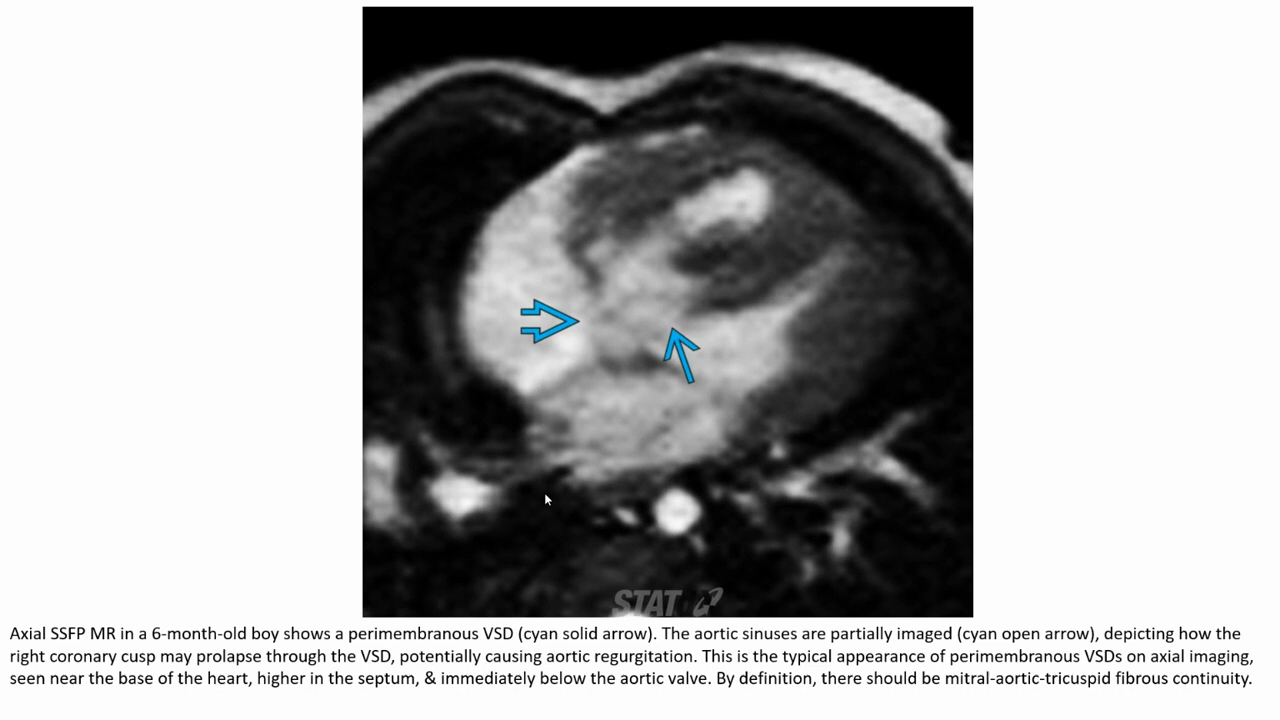 STAT
Axial SSFP MR in a 6-month-old boy shows a perimembranous VSD (cyan solid arrow). The aortic sinuses are partially imaged (cyan open arrow), depicting how the
right coronary cusp may prolapse through the VSD, potentially causing aortic regurgitation. This is the typical appearance of perimembranous VSDs on axial imaging,
seen near the base of the heart, higher in the septum, & immediately below the aortic valve. By definition, there should be mitral-aortic-tricuspid fibrous continuity.